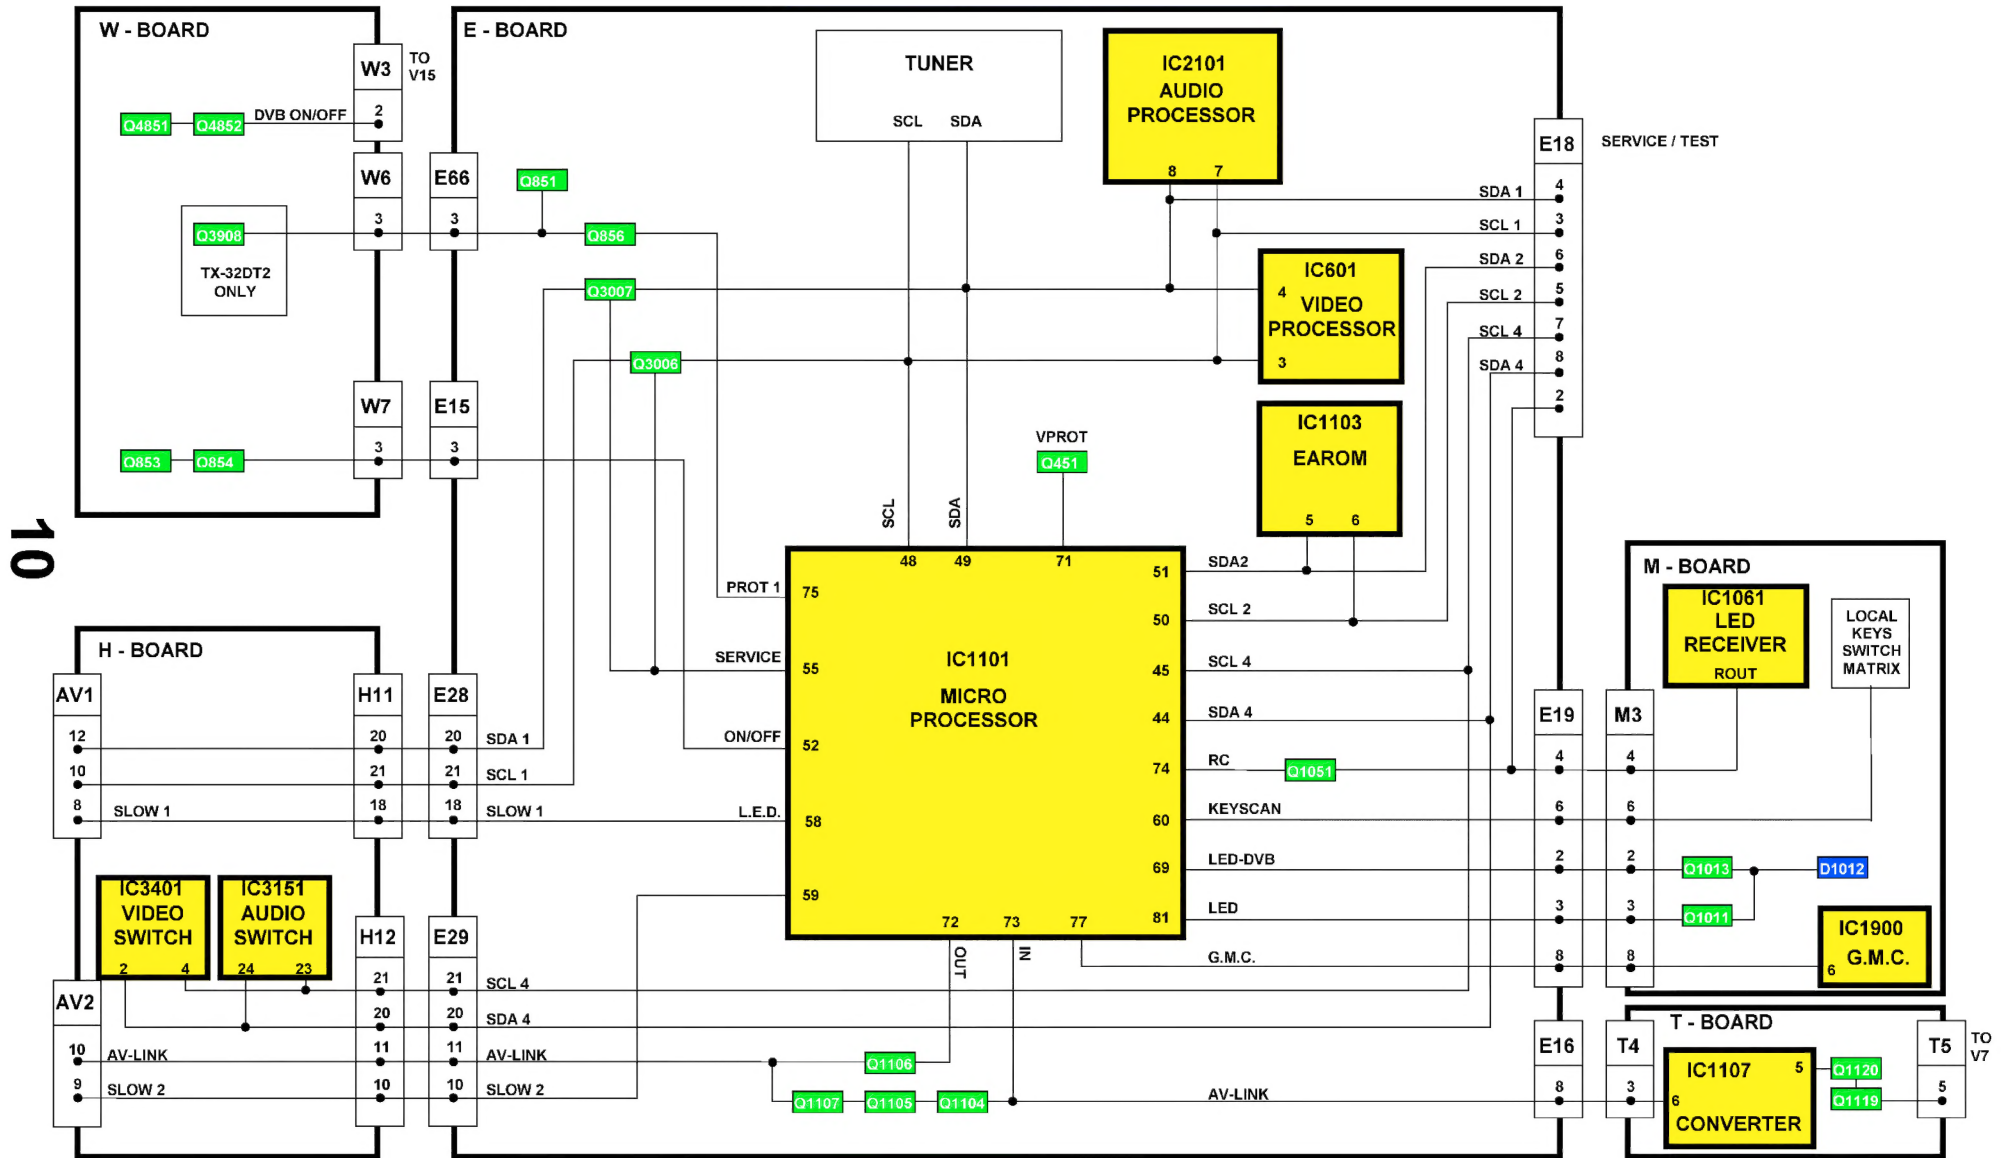 W - BOARD
W3
TO
V15
2
Q4851
Q4852
DVB ON/OFF
W6
3
Q3908
TX-32DT2
ONLY
W7
3
Q853
Q854
10
E - BOARD
E66
3
Q851
Q856
Q3007
Q3006
E15
3
TUNER
SCL
SDA
IC2101
AUDIO
PROCESSOR
8
7
IC601
4
VIDEO
PROCESSOR
3
IC1103
EAROM
5
6
VPROT
Q451
SCL
SDA
E18
SERVICE / TEST
SDA 1
4
SCL 1
3
SDA 2
6
SCL 2
5
SCL 4
7
SDA 4
8
2
48
49
71
PROT 1
75
SERVICE
55
ON/OFF
52
L.E.D.
58
59
IC1101
MICRO
PROCESSOR
51
SDA2
50
SCL 2
45
SCL 4
44
SDA 4
74
RC
Q1051
60
KEYSCAN
69
LED-DVB
81
LED
72
73
77
OUT
IN
G.M.C.
H - BOARD
AV1
12
10
8
SLOW 1
H11
20
21
18
E28
20
SDA 1
21
SCL 1
18
SLOW 1
IC3401
VIDEO
SWITCH
2
4
IC3151
AUDIO
SWITCH
24
23
AV2
10
AV-LINK
9
SLOW 2
H12
21
20
11
10
E29
21
SCL 4
20
SDA 4
11
AV-LINK
10
SLOW 2
Q1106
Q1107
Q1105
Q1104
AV-LINK
E19
4
6
2
3
8
E16
8
M - BOARD
M3
4
6
2
3
8
IC1061
LED
RECEIVER
ROUT
LOCAL
KEYS
SWITCH
MATRIX
Q1013
D1012
Q1011
IC1900
G.M.C.
6
T - BOARD
T4
3
IC1107
5
6
CONVERTER
Q1120
Q1119
T5
5
TO
V7